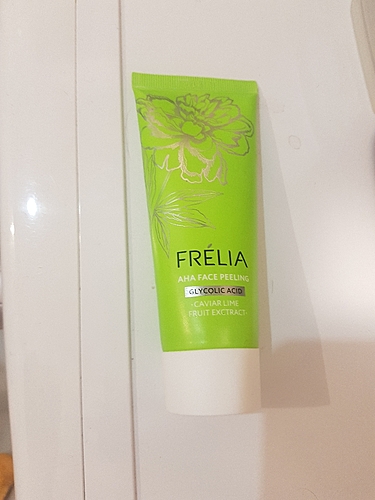 FRÉLIA
AHA FACE PEELING
GLYCOLIC ACID
-CAVIAR LIME
FRUIT EXCTRACT-